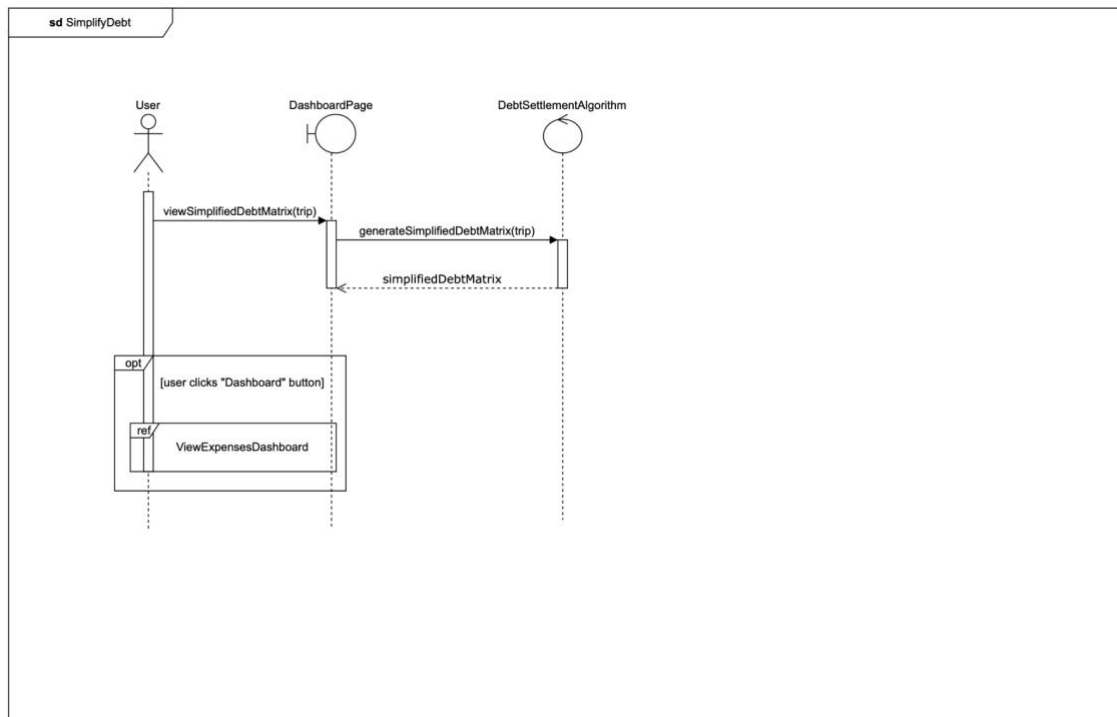 sd SimplifyDebt
User
DashboardPage
DebtSettlementAlgorithm
viewSimplifiedDebtMatrix(trip)
generateSimplifiedDebtMatrix(trip)
simplifiedDebtMatrix
opt
[user clicks "Dashboard" button]
ref
ViewExpensesDashboard